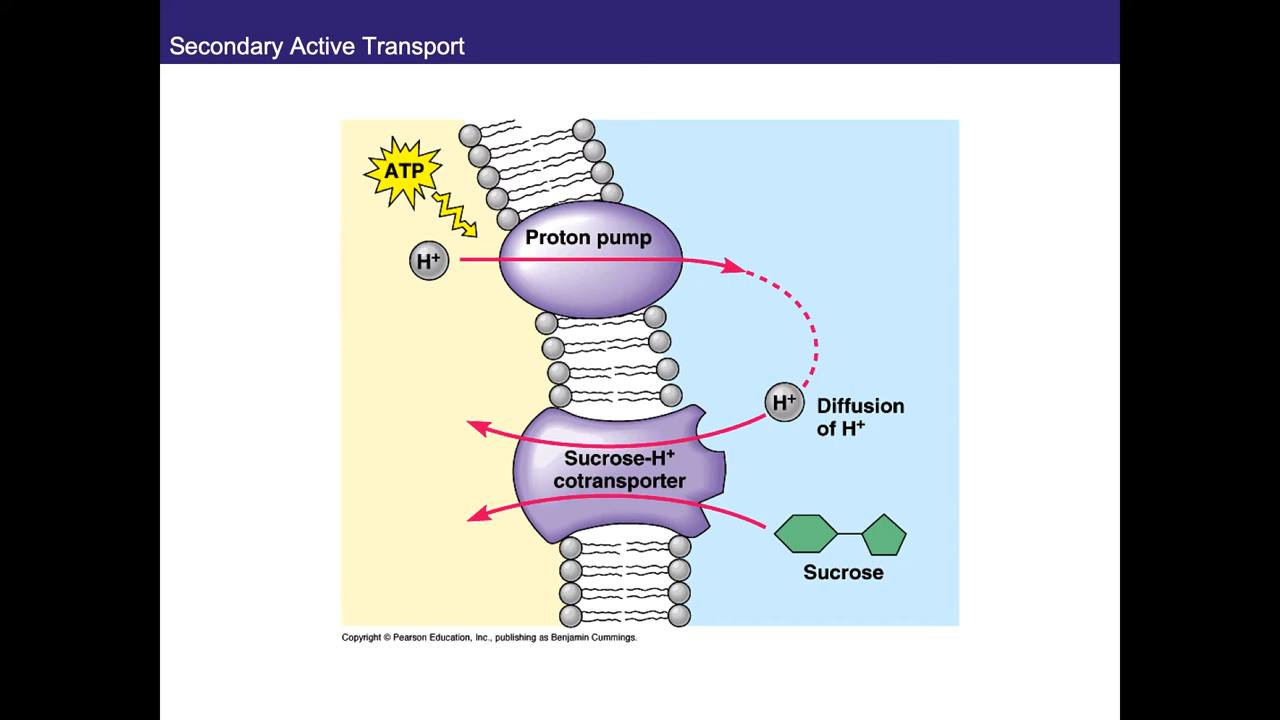 Secondary Active Transport
ATP
Proton pump
H⁺
H⁺
Diffusion
of H⁺
Sucrose-H⁺
cotransporter
Sucrose
Copyright © Pearson Education, Inc., publishing as Benjamin Cummings.